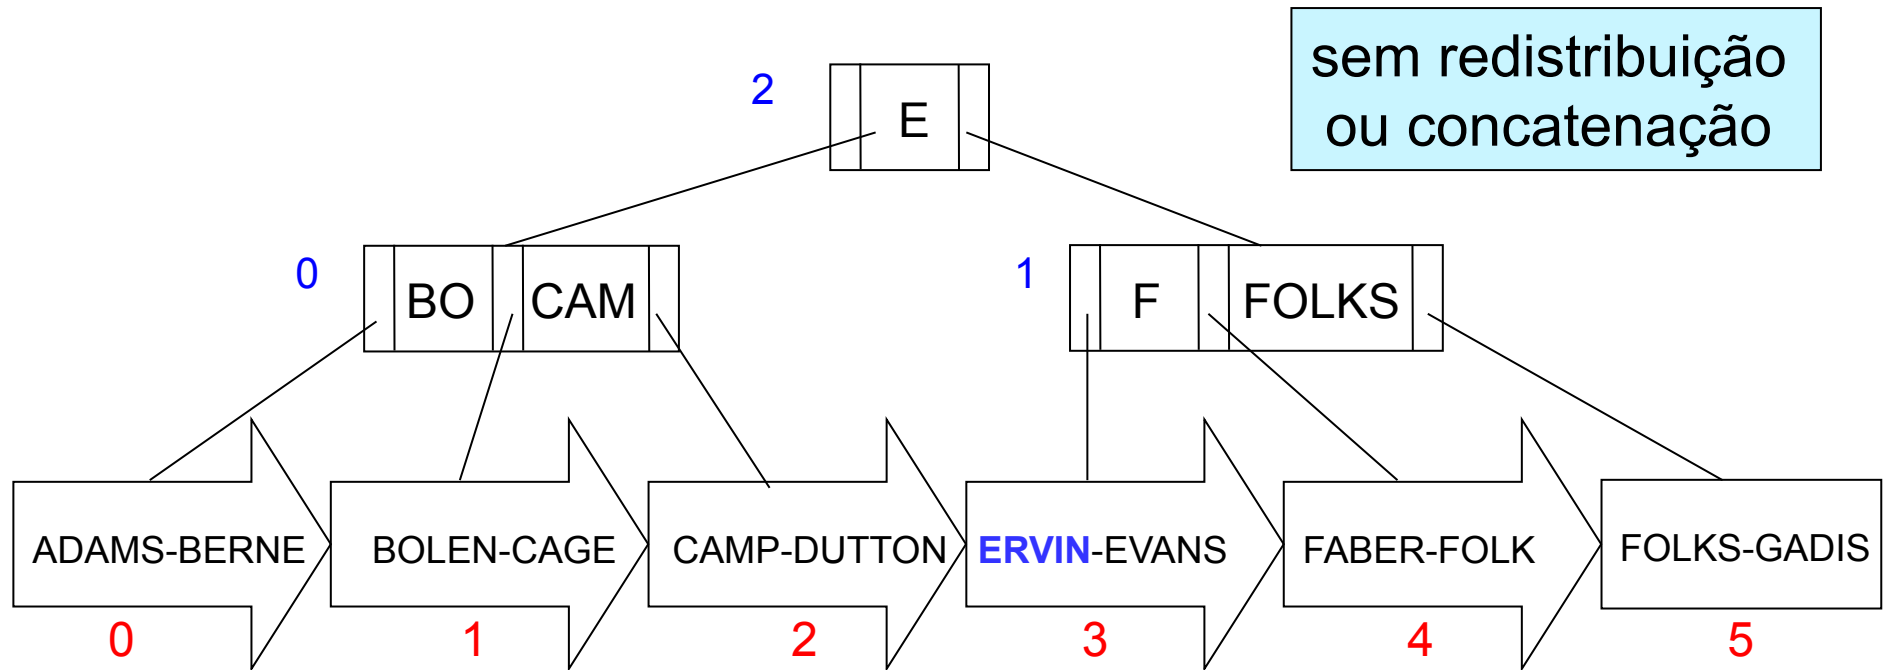 sem redistribuição
ou concatenação
2
E
0
BO CAM
1
F FOLKS
ADAMS-BERNE
BOLEN-CAGE
CAMP-DUTTON
ERVIN-EVANS
FABER-FOLK
FOLKS-GADIS
0
1
2
3
4
5